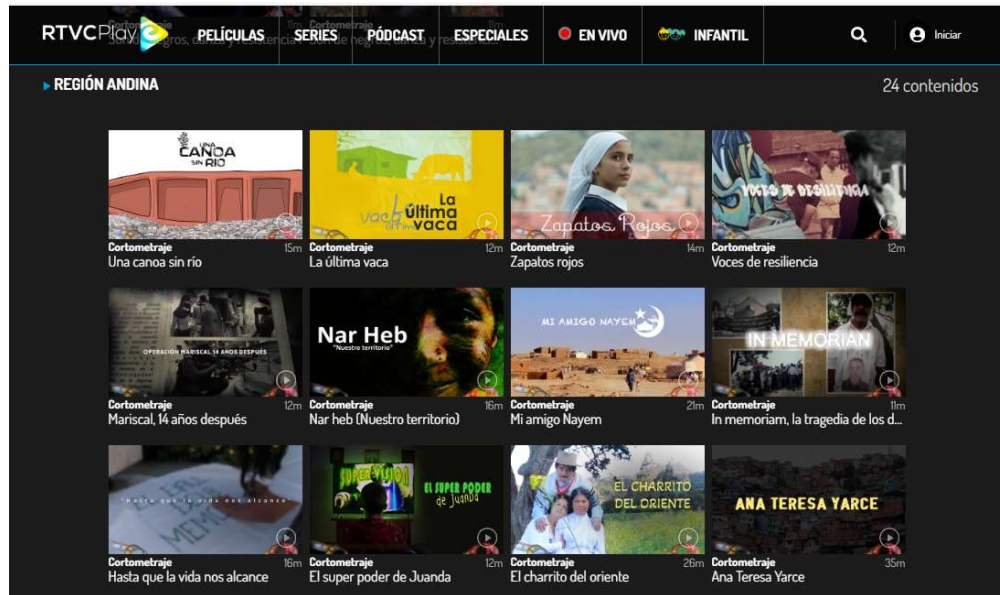 RTVCPlay
PELÍCULAS
SERIES
PÓDCAST
ESPECIALES
EN VIVO
INFANTIL
Iniciar
REGIÓN ANDINA
24 contenidos
UNA
CANOA
SIN RIO
Cortometraje 15m
Una canoa sin río
La
última
vaca
Cortometraje 12m
La última vaca
Zapatos Rojos
Cortometraje 14m
Zapatos rojos
VOCES DE RESILIENCIA
Cortometraje 12m
Voces de resiliencia
OPERACIÓN MARISCAL 14 AÑOS DESPUÉS
Cortometraje 12m
Mariscal, 14 años después
Nar Heb
"Nuestro territorio"
Cortometraje 16m
Nar heb (Nuestro territorio)
MI AMIGO NAYEM
Cortometraje 21m
Mi amigo Nayem
IN MEMORIAN
Cortometraje 11m
In memoriam, la tragedia de los d...
"Hasta que la vida nos alcance"
Cortometraje 16m
Hasta que la vida nos alcance
SUPER VISION
EL SUPER PODER
de Juanda
Cortometraje 12m
El super poder de Juanda
EL CHARRITO
DEL ORIENTE
Cortometraje 26m
El charrito del oriente
ANA TERESA YARCE
Cortometraje 35m
Ana Teresa Yarce